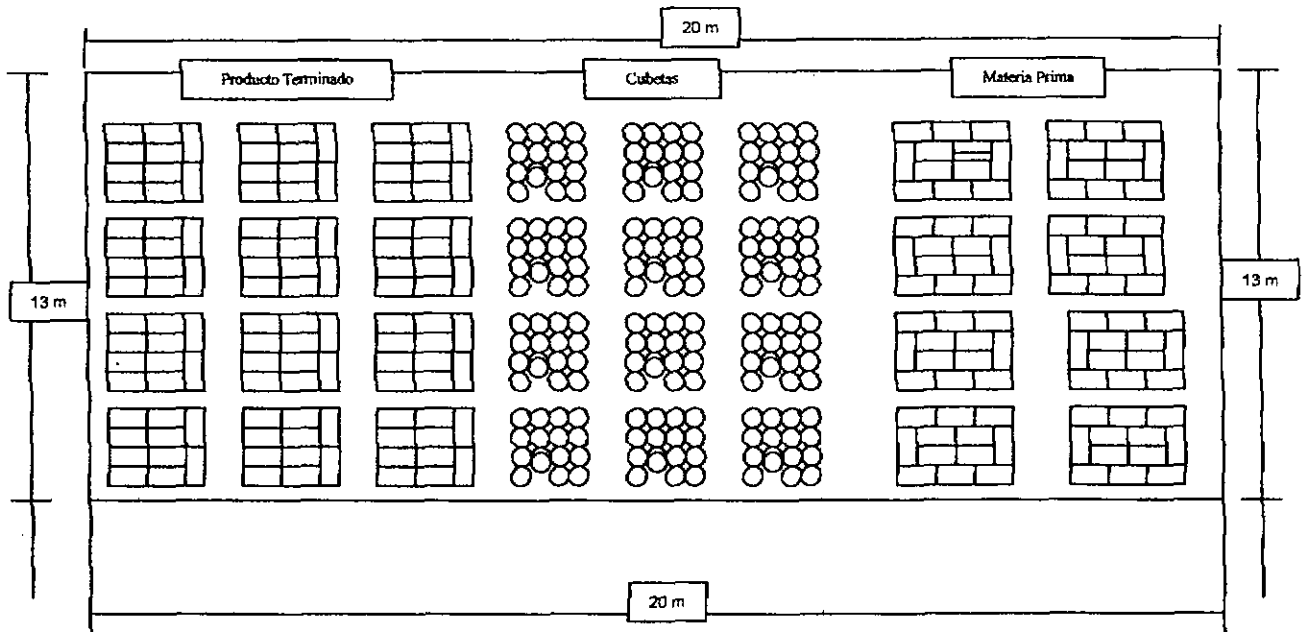 20 m
Producto Terminado
Cubetas
Materia Prima
13 m
13 m
20 m